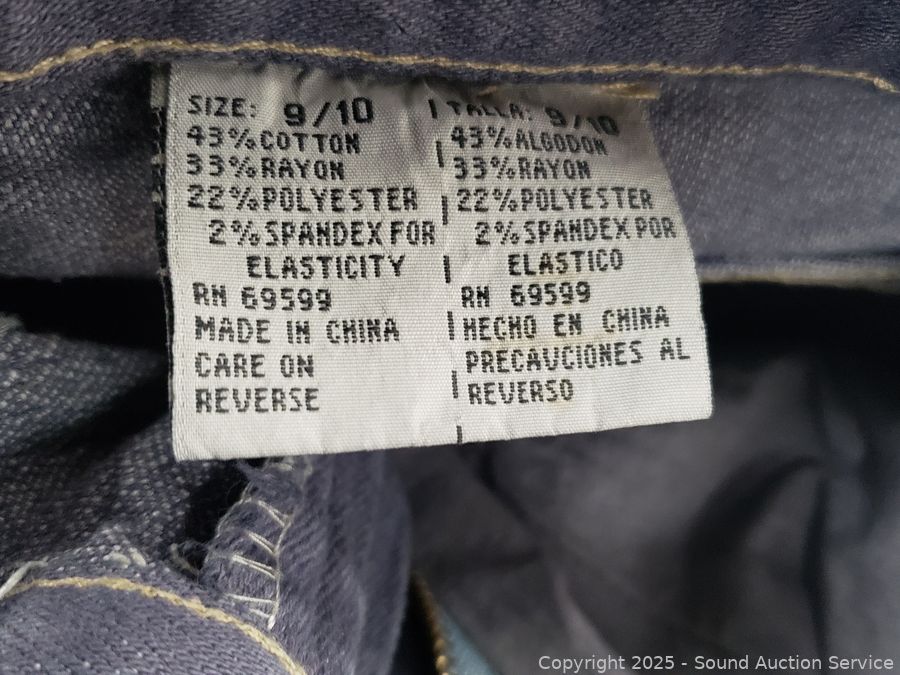 SIZE: 9/10
43%COTTON
33%RAYON
22%POLYESTER
2%SPANDEX FOR
ELASTICITY
RN 69599
MADE IN CHINA
CARE ON
REVERSE
TALLA: 9/10
43%ALGODON
33%RAYON
22%POLYESTER
2%SPANDEX POR
ELASTICO
RN 69599
HECHO EN CHINA
PRECAUCIONES AL
REVERSO
Copyright © 2025 - Sound Auction Service